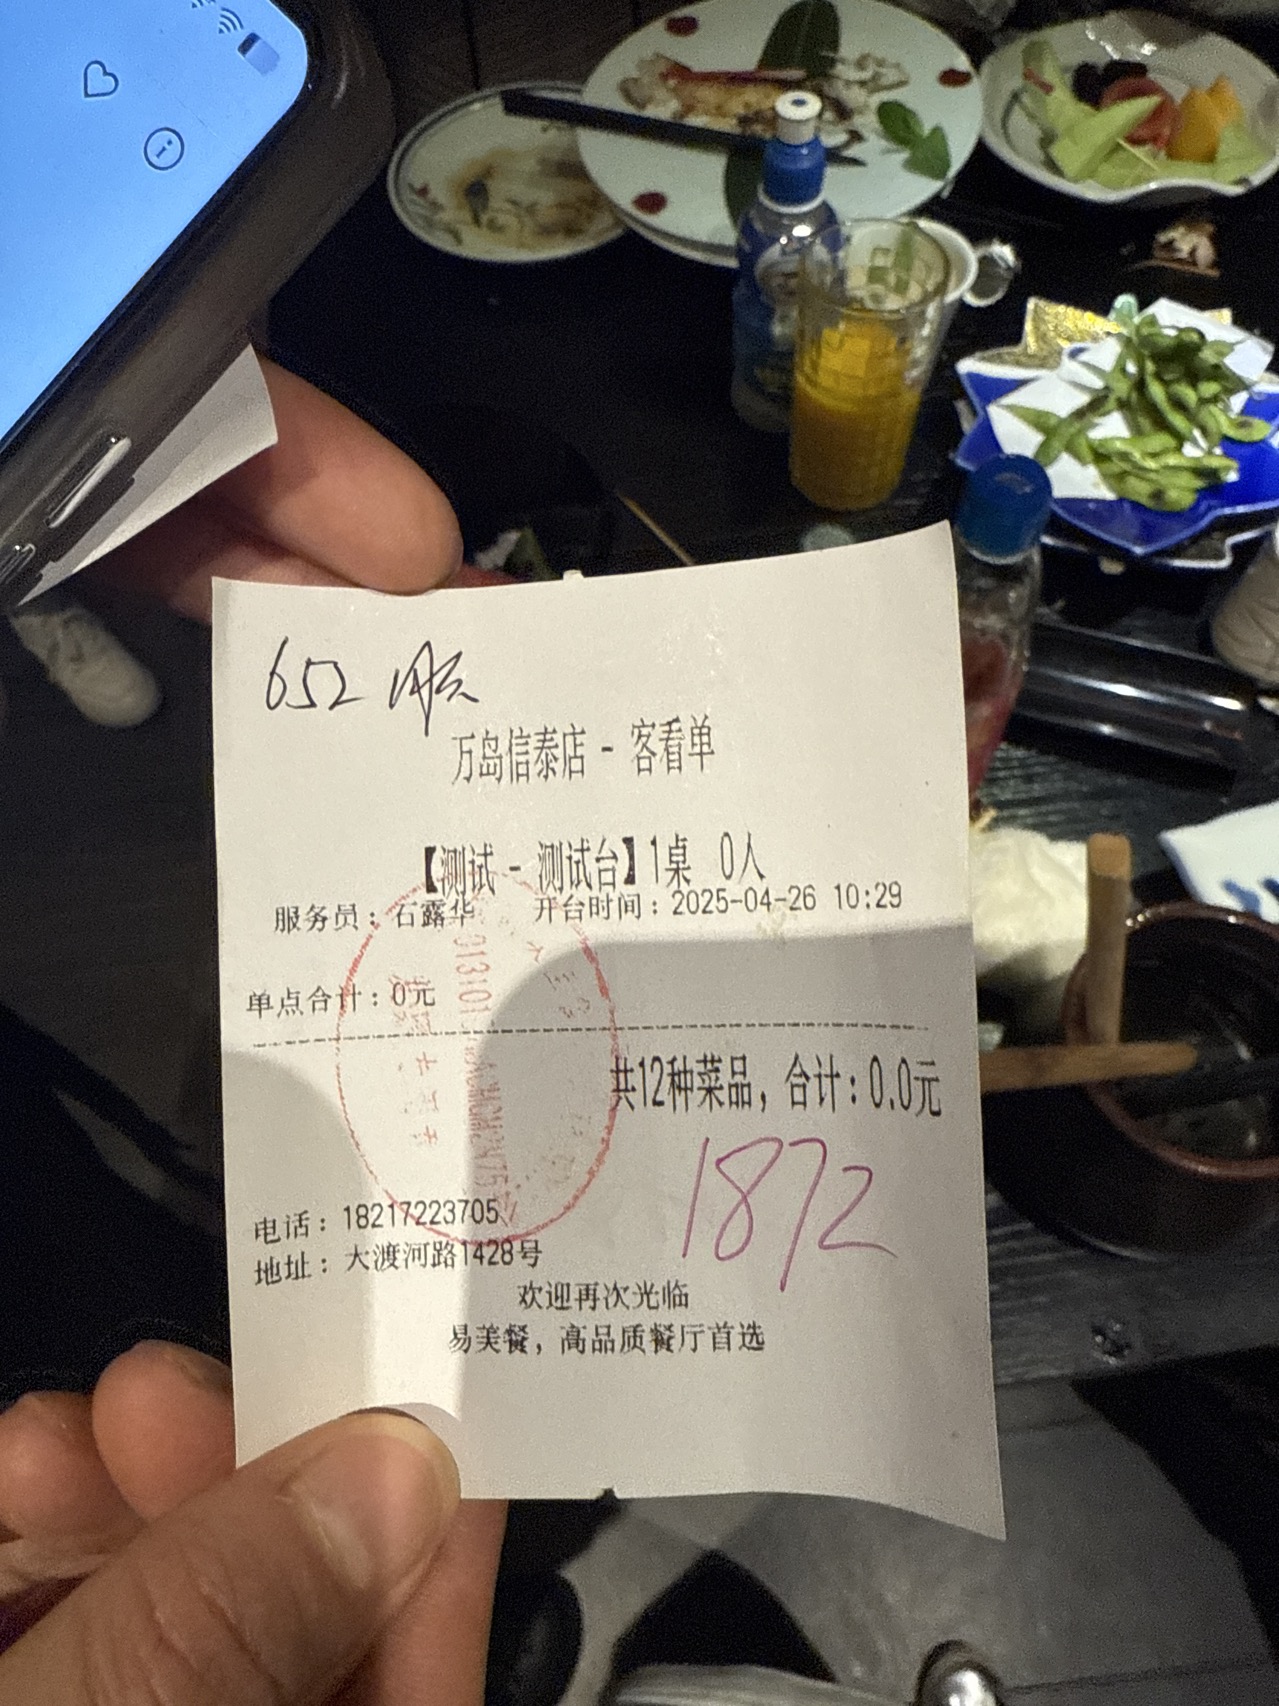 652
万岛信泰店 - 客看单
【测试 - 测试台】1桌 0人
服务员：石露华 开台时间：2025-04-26 10:29
单点合计：0元
共12种菜品，合计：0.0元
1872
电话：18217223705
地址：大渡河路1428号
欢迎再次光临
易美餐，高品质餐厅首选